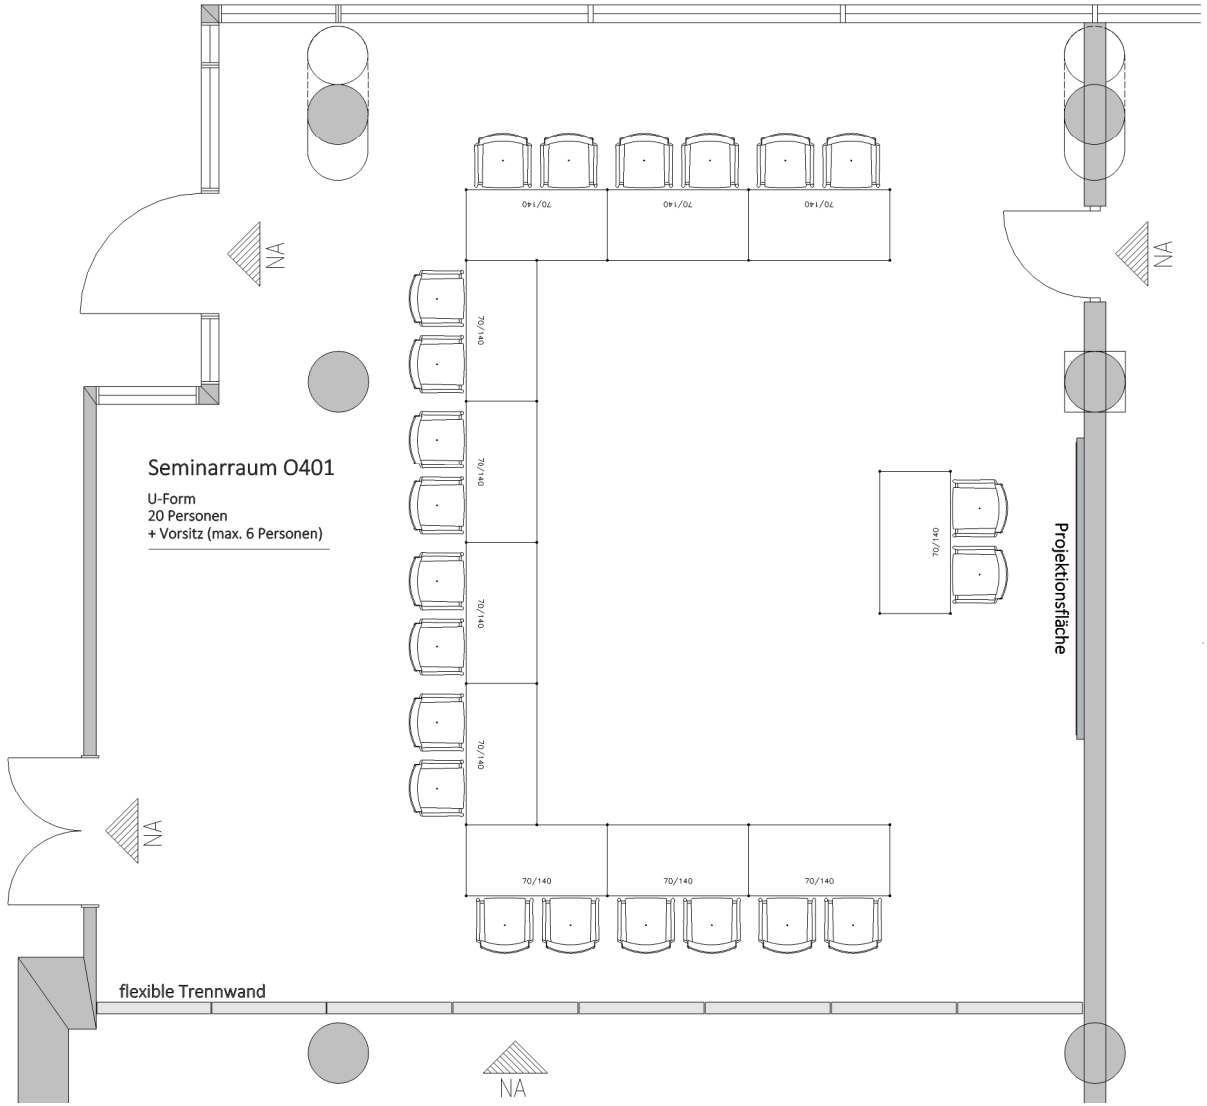 70/140
70/140
70/140
NA
NA
70/140
Seminarraum O401
70/140
U-Form
20 Personen
+ Vorsitz (max. 6 Personen)
70/140
Projektionsfläche
70/140
70/140
NA
70/140
70/140
70/140
flexible Trennwand
NA